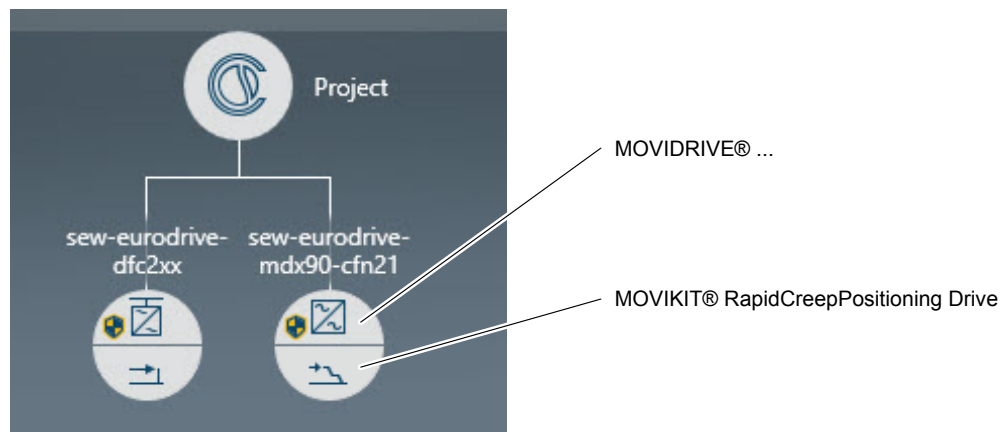 Project
MOVIDRIVE® ...
sew-eurodrive-
dfc2xx
sew-eurodrive-
mdx90-cfn21
MOVIKIT® RapidCreepPositioning Drive